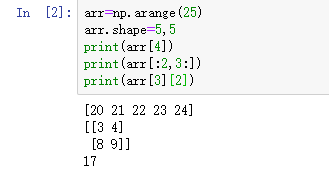 In [2]: arr=np.arange(25)
arr.shape=5,5
print(arr[4])
print(arr[:2,3:])
print(arr[3][2])
[20 21 22 23 24]
[[3 4]
 [8 9]]
17